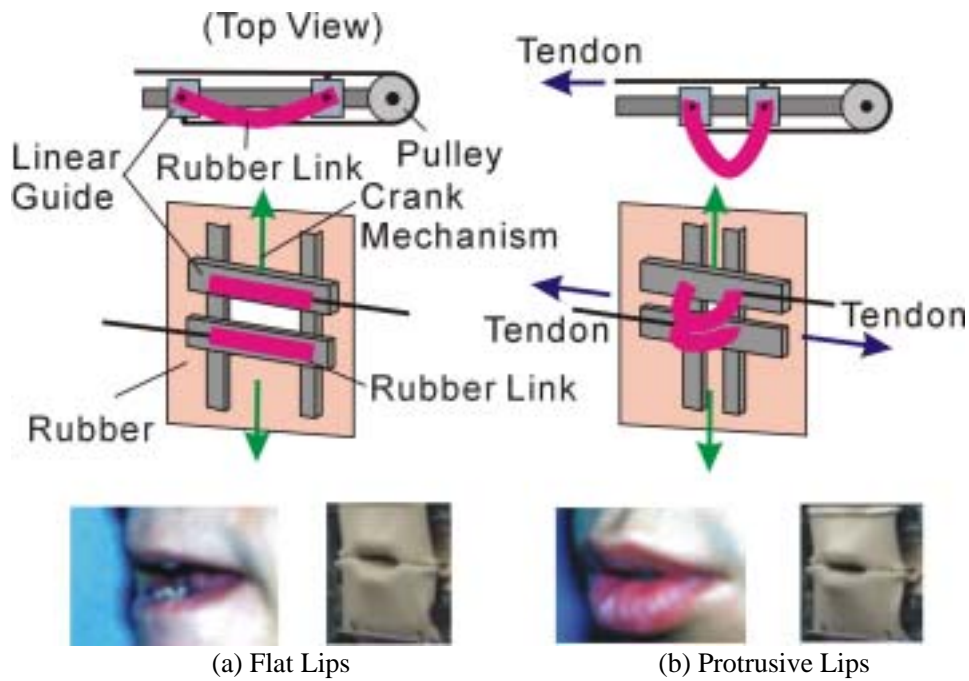 (Top View)
Linear
Guide
Rubber Link
Pulley
Crank
Mechanism
Rubber Link
Rubber
Tendon
Tendon
Tendon
(a) Flat Lips
(b) Protrusive Lips